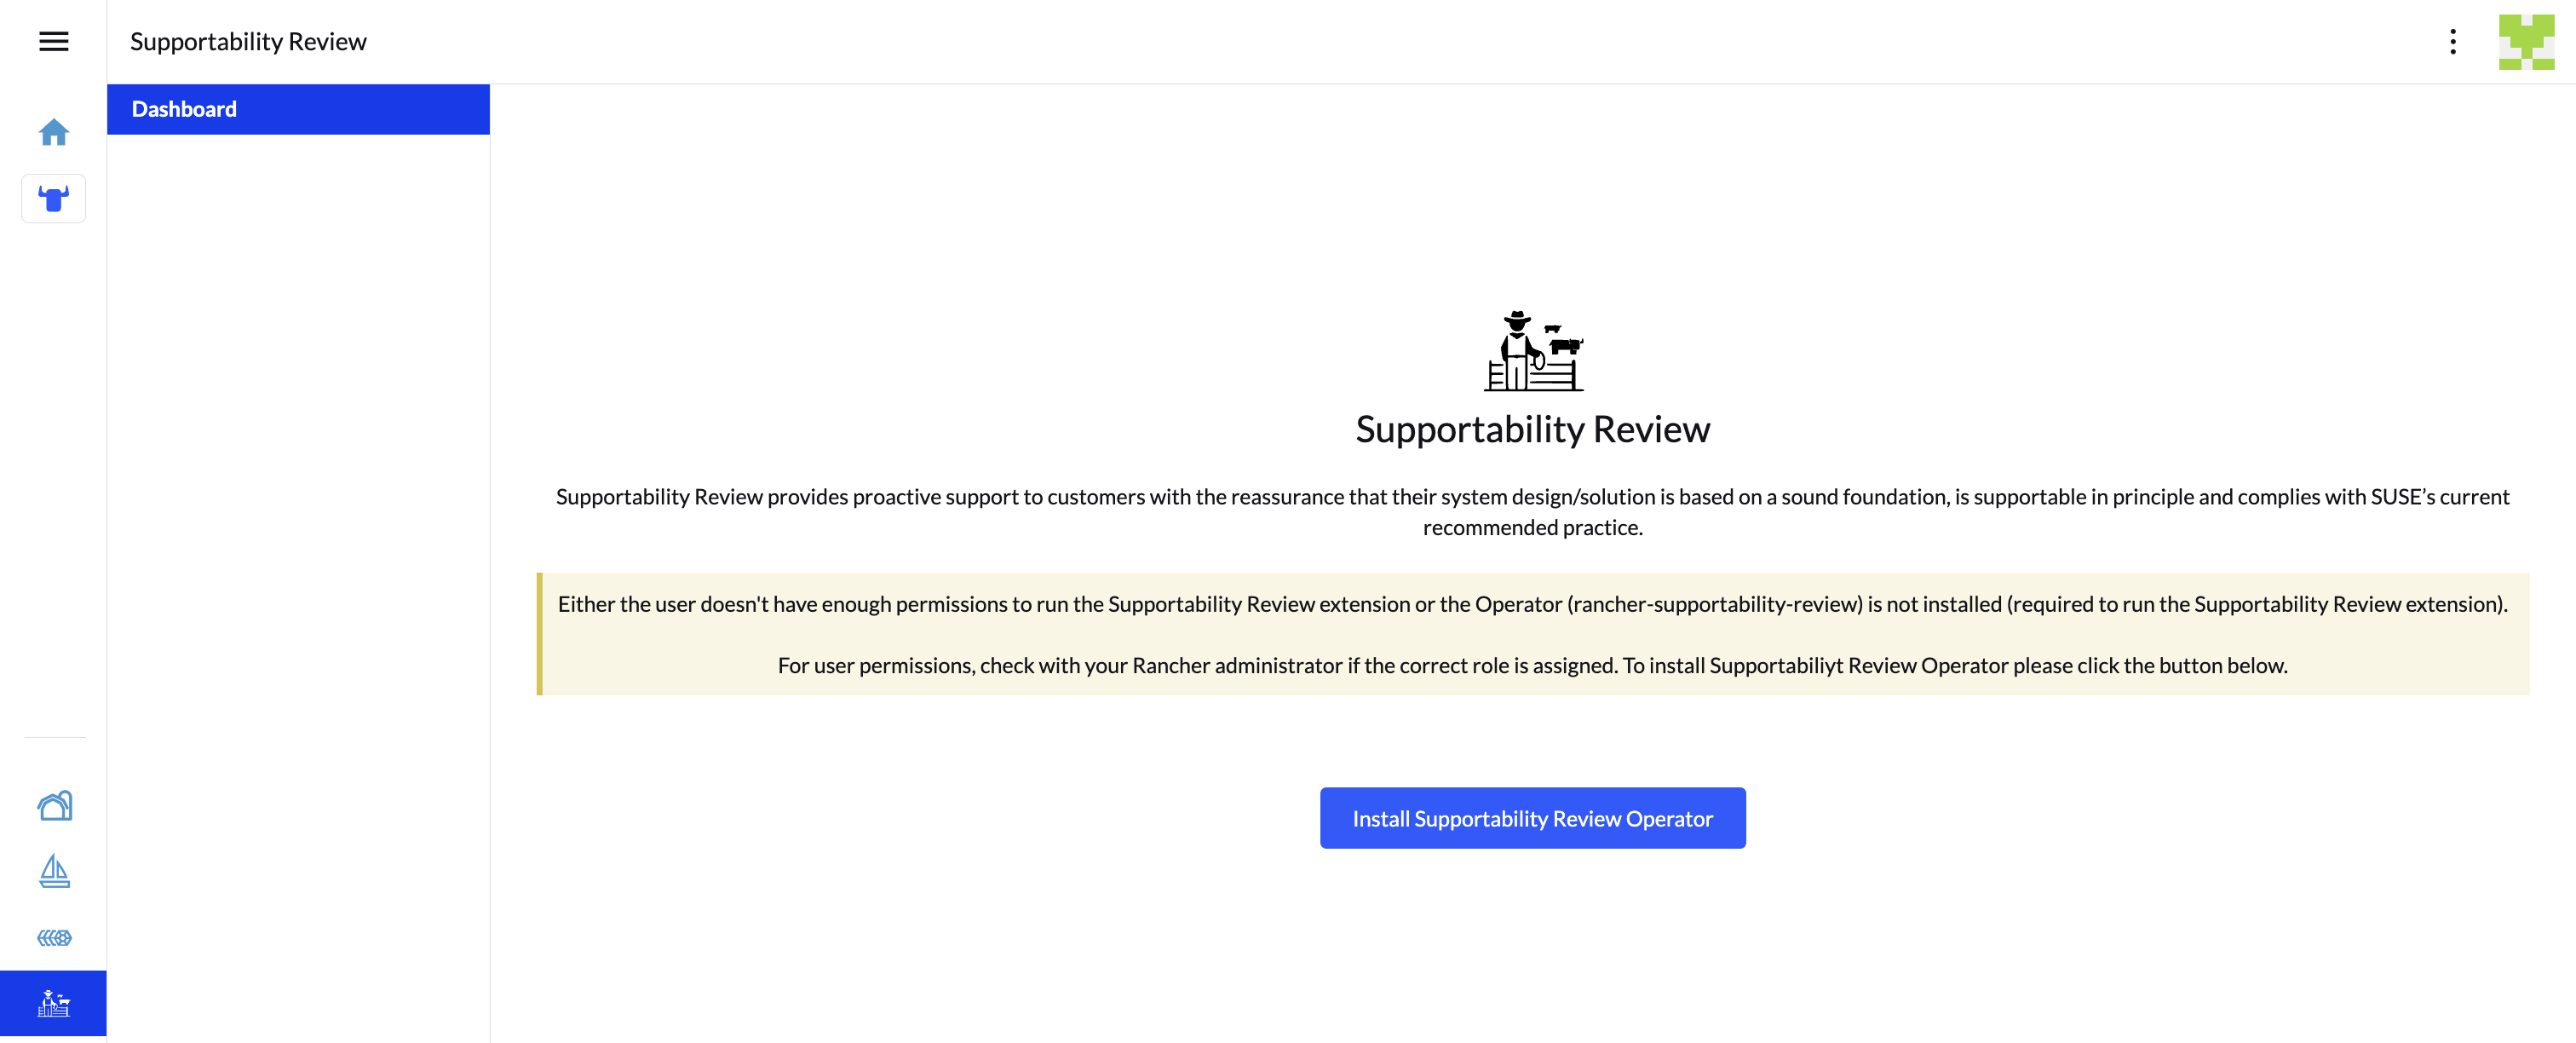 Supportability Review
Dashboard
Supportability Review
Supportability Review provides proactive support to customers with the reassurance that their system design/solution is based on a sound foundation, is supportable in principle and complies with SUSE’s current
recommended practice.
Either the user doesn't have enough permissions to run the Supportability Review extension or the Operator (rancher-supportability-review) is not installed (required to run the Supportability Review extension).
For user permissions, check with your Rancher administrator if the correct role is assigned. To install Supportabiliyt Review Operator please click the button below.
Install Supportability Review Operator